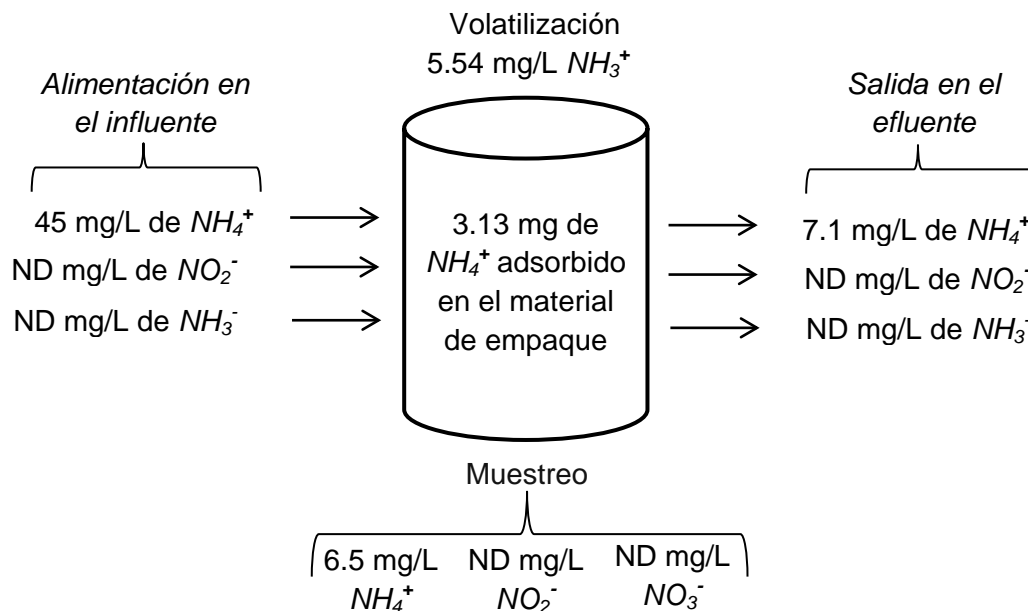 Volatilización
5.54 mg/L NH₃⁺
Alimentación en
el influente
45 mg/L de NH₄⁺
ND mg/L de NO₂⁻
ND mg/L de NH₃⁻
3.13 mg de
NH₄⁺ adsorbido
en el material
de empaque
Salida en el
efluente
7.1 mg/L de NH₄⁺
ND mg/L de NO₂⁻
ND mg/L de NH₃⁻
Muestreo
6.5 mg/L
NH₄⁺
ND mg/L
NO₂⁻
ND mg/L
NO₃⁻